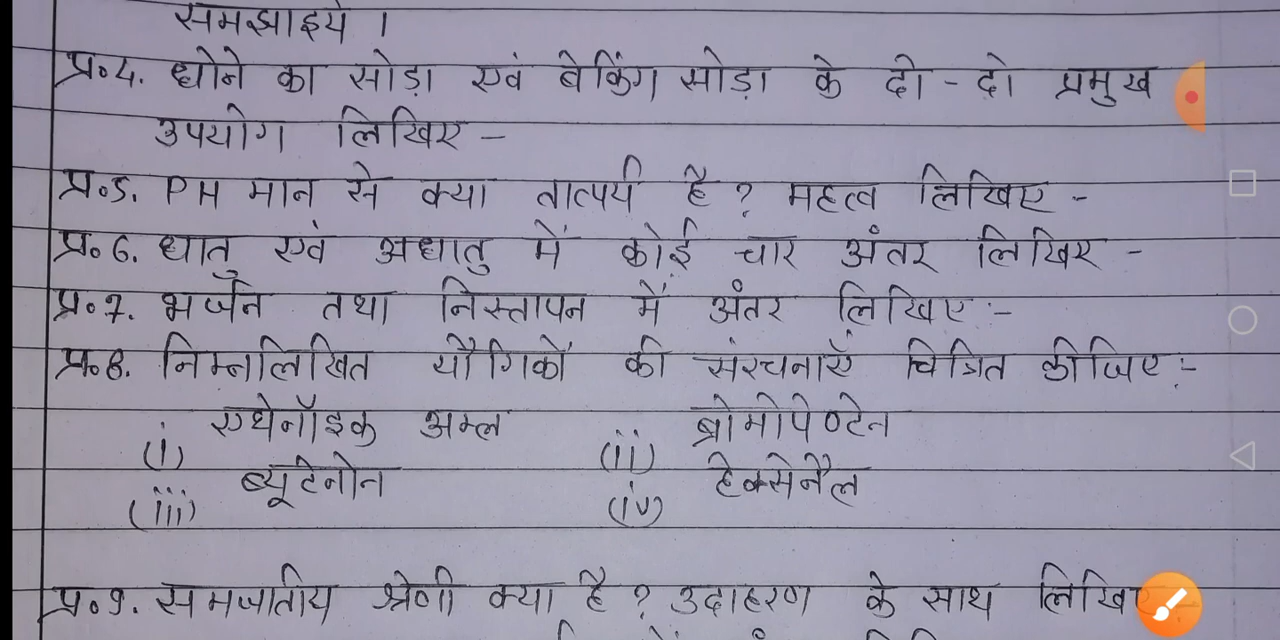 समझाइये ।
प्र०4. धोने का सोड़ा एवं बेकिंग सोड़ा के दो - दो प्रमुख
उपयोग लिखिए -
प्र०5. PH मान से क्या तात्पर्य है ? महत्व लिखिए -
प्र०6. धातु एवं अधातु में कोई चार अंतर लिखिए -
प्र०7. भर्जन तथा निस्तापन में अंतर लिखिए :-
प्र०8. निम्नलिखित यौगिकों की संरचनाएँ चित्रित कीजिए :-
(i) एथेनॉइक अम्ल (ii) ब्रोमोपेण्टेन
(iii) ब्यूटेनोन (iv) हेक्सेनैल
प्र०9. समजातीय श्रेणी क्या है ? उदाहरण के साथ